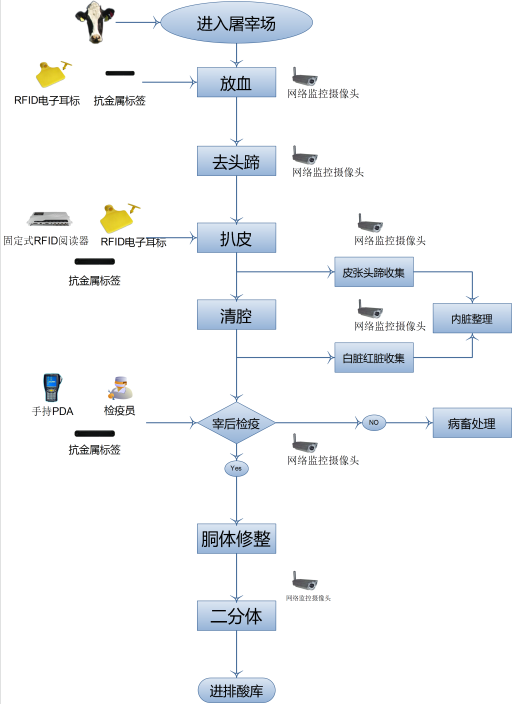 进入屠宰场
放血
RFID电子耳标
抗金属标签
网络监控摄像头
去头蹄
网络监控摄像头
固定式RFID阅读器
RFID电子耳标
扒皮
网络监控摄像头
抗金属标签
皮张头蹄收集
清腔
内脏整理
网络监控摄像头
白脏红脏收集
手持PDA
检疫员
宰后检疫
NO
病畜处理
抗金属标签
网络监控摄像头
Yes
胴体修整
二分体
网络监控摄像头
进排酸库